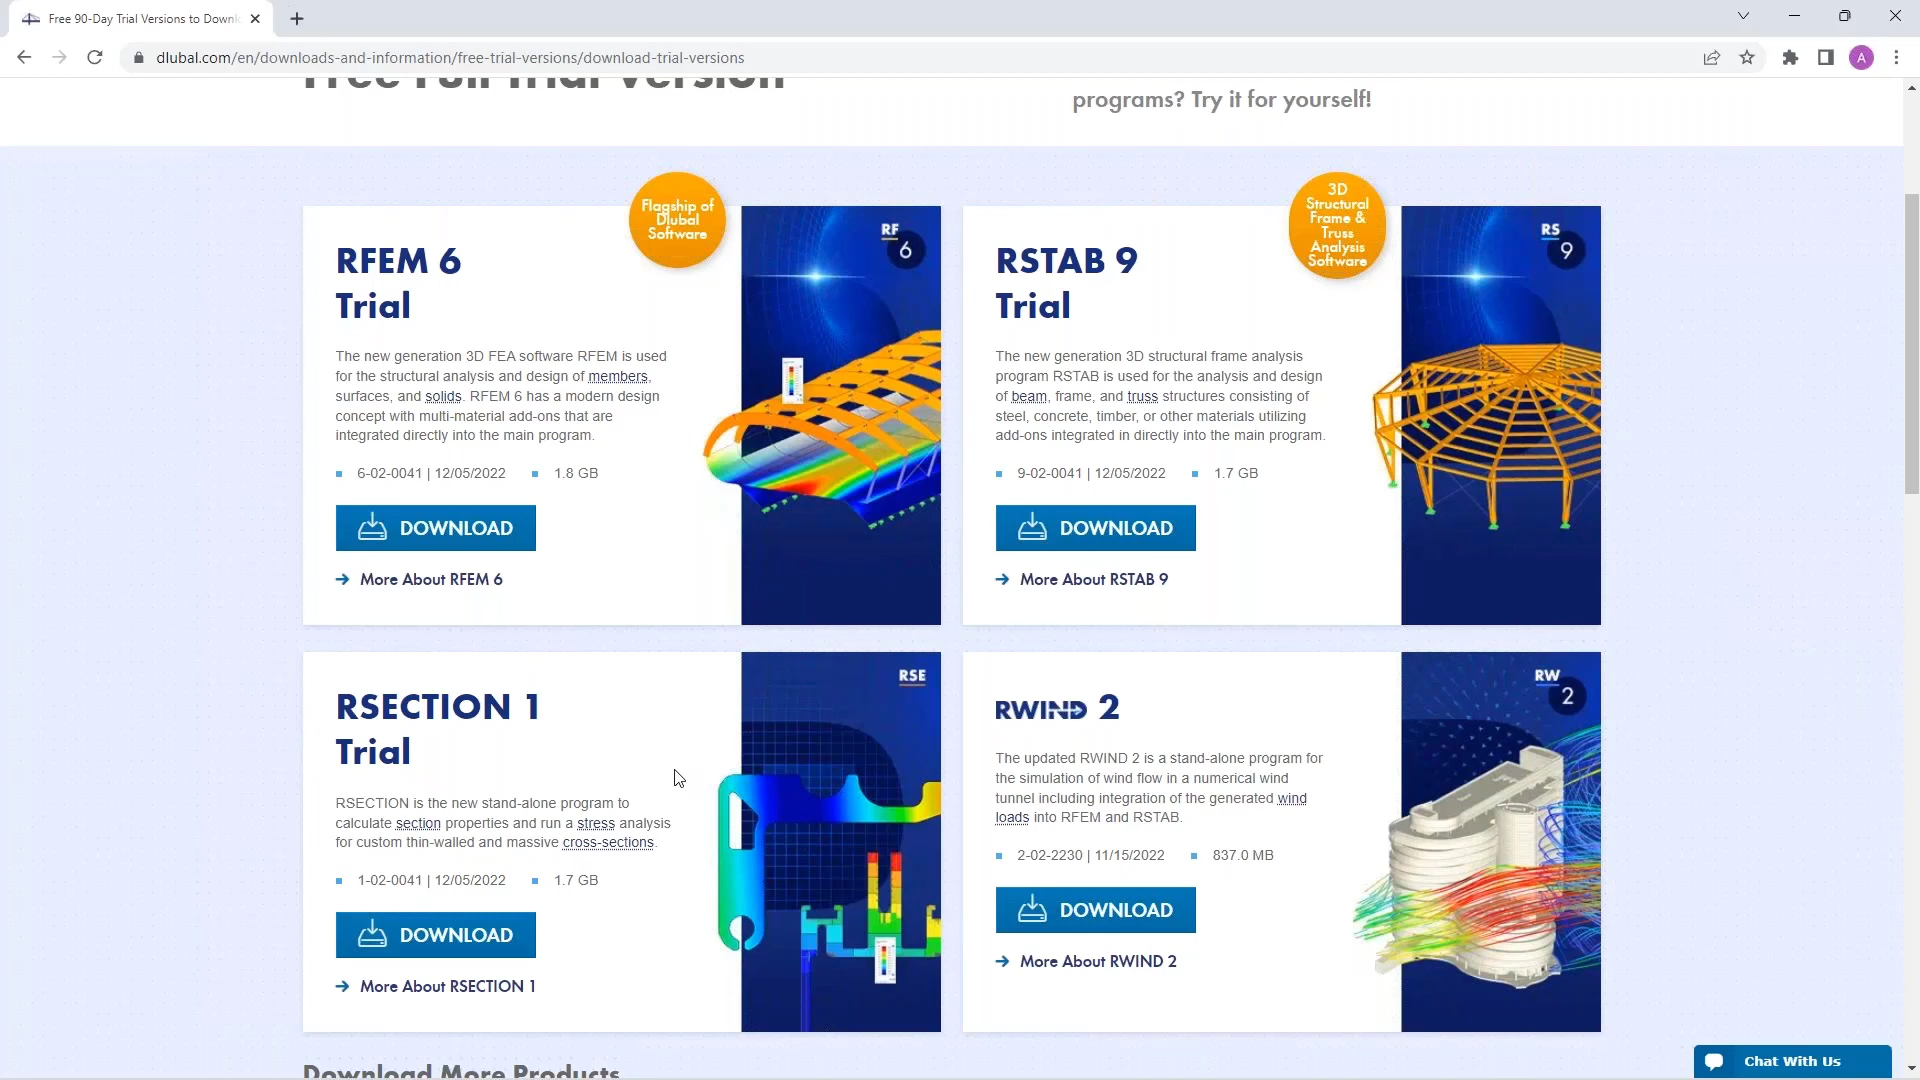 Free 90-Day Trial Versions to Downl
dlubal.com/en/downloads-and-information/free-trial-versions/download-trial-versions
A
Free Full Trial Version
programs? Try it for yourself!
Flagship of
Dlubal
Software
RFEM 6
Trial
The new generation 3D FEA software RFEM is used
for the structural analysis and design of members,
surfaces, and solids. RFEM 6 has a modern design
concept with multi-material add-ons that are
integrated directly into the main program.
6-02-0041 | 12/05/2022
1.8 GB
DOWNLOAD
More About RFEM 6
RF
6
3D
Structural
Frame &
Truss
Analysis
Software
RSTAB 9
Trial
The new generation 3D structural frame analysis
program RSTAB is used for the analysis and design
of beam, frame, and truss structures consisting of
steel, concrete, timber, or other materials utilizing
add-ons integrated in directly into the main program.
9-02-0041 | 12/05/2022
1.7 GB
DOWNLOAD
More About RSTAB 9
RS
9
RSECTION 1
Trial
RSECTION is the new stand-alone program to
calculate section properties and run a stress analysis
for custom thin-walled and massive cross-sections.
1-02-0041 | 12/05/2022
1.7 GB
DOWNLOAD
More About RSECTION 1
RSE
RWIND 2
The updated RWIND 2 is a stand-alone program for
the simulation of wind flow in a numerical wind
tunnel including integration of the generated wind
loads into RFEM and RSTAB.
2-02-2230 | 11/15/2022
837.0 MB
DOWNLOAD
More About RWIND 2
RW
2
Download More Products
Chat With Us